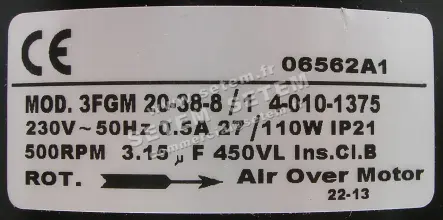 CE
06562A1
MOD. 3FGM 20-38-8 / 1 4-010-1375
230V~50Hz 0.5A 27/110W IP21
500RPM 3.15 μF 450VL Ins.Cl.B
ROT. Air Over Motor
22-13